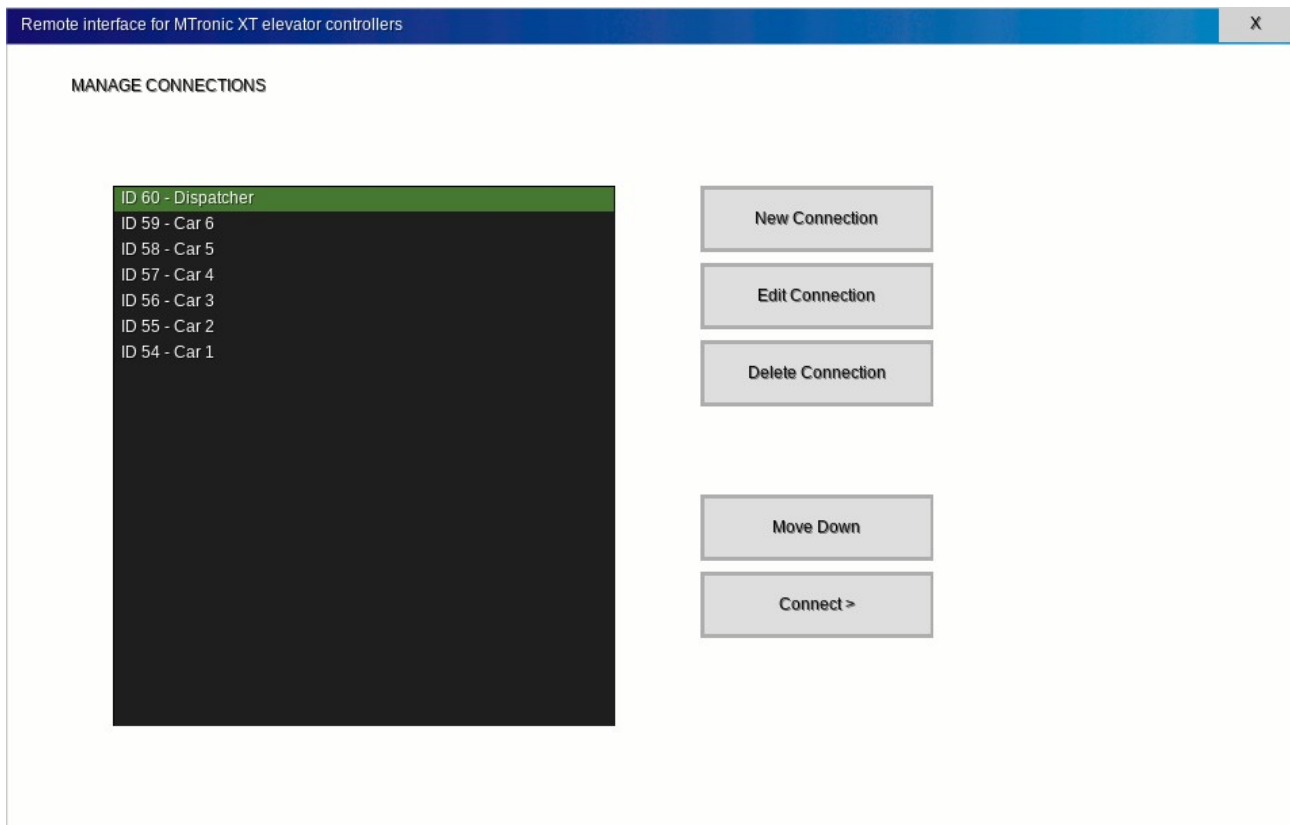 Remote interface for MTronic XT elevator controllers
X
MANAGE CONNECTIONS
ID 60 - Dispatcher
ID 59 - Car 6
ID 58 - Car 5
ID 57 - Car 4
ID 56 - Car 3
ID 55 - Car 2
ID 54 - Car 1
New Connection
Edit Connection
Delete Connection
Move Down
Connect >